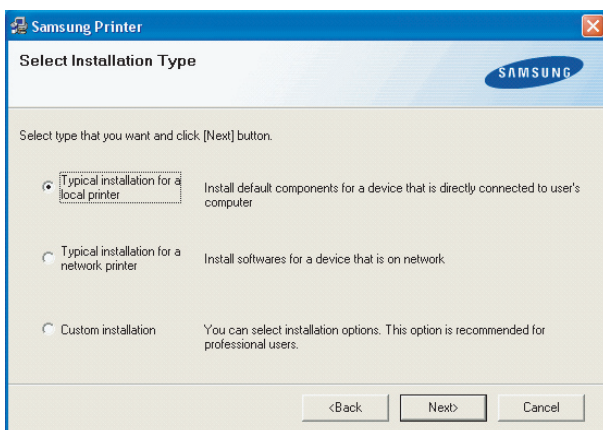 Samsung Printer
Select Installation Type
SAMSUNG
Select type that you want and click [Next] button.
Typical installation for a
local printer
Install default components for a device that is directly connected to user's
computer
Typical installation for a
network printer
Install softwares for a device that is on network
Custom installation
You can select installation options. This option is recommended for
professional users.
<Back
Next>
Cancel